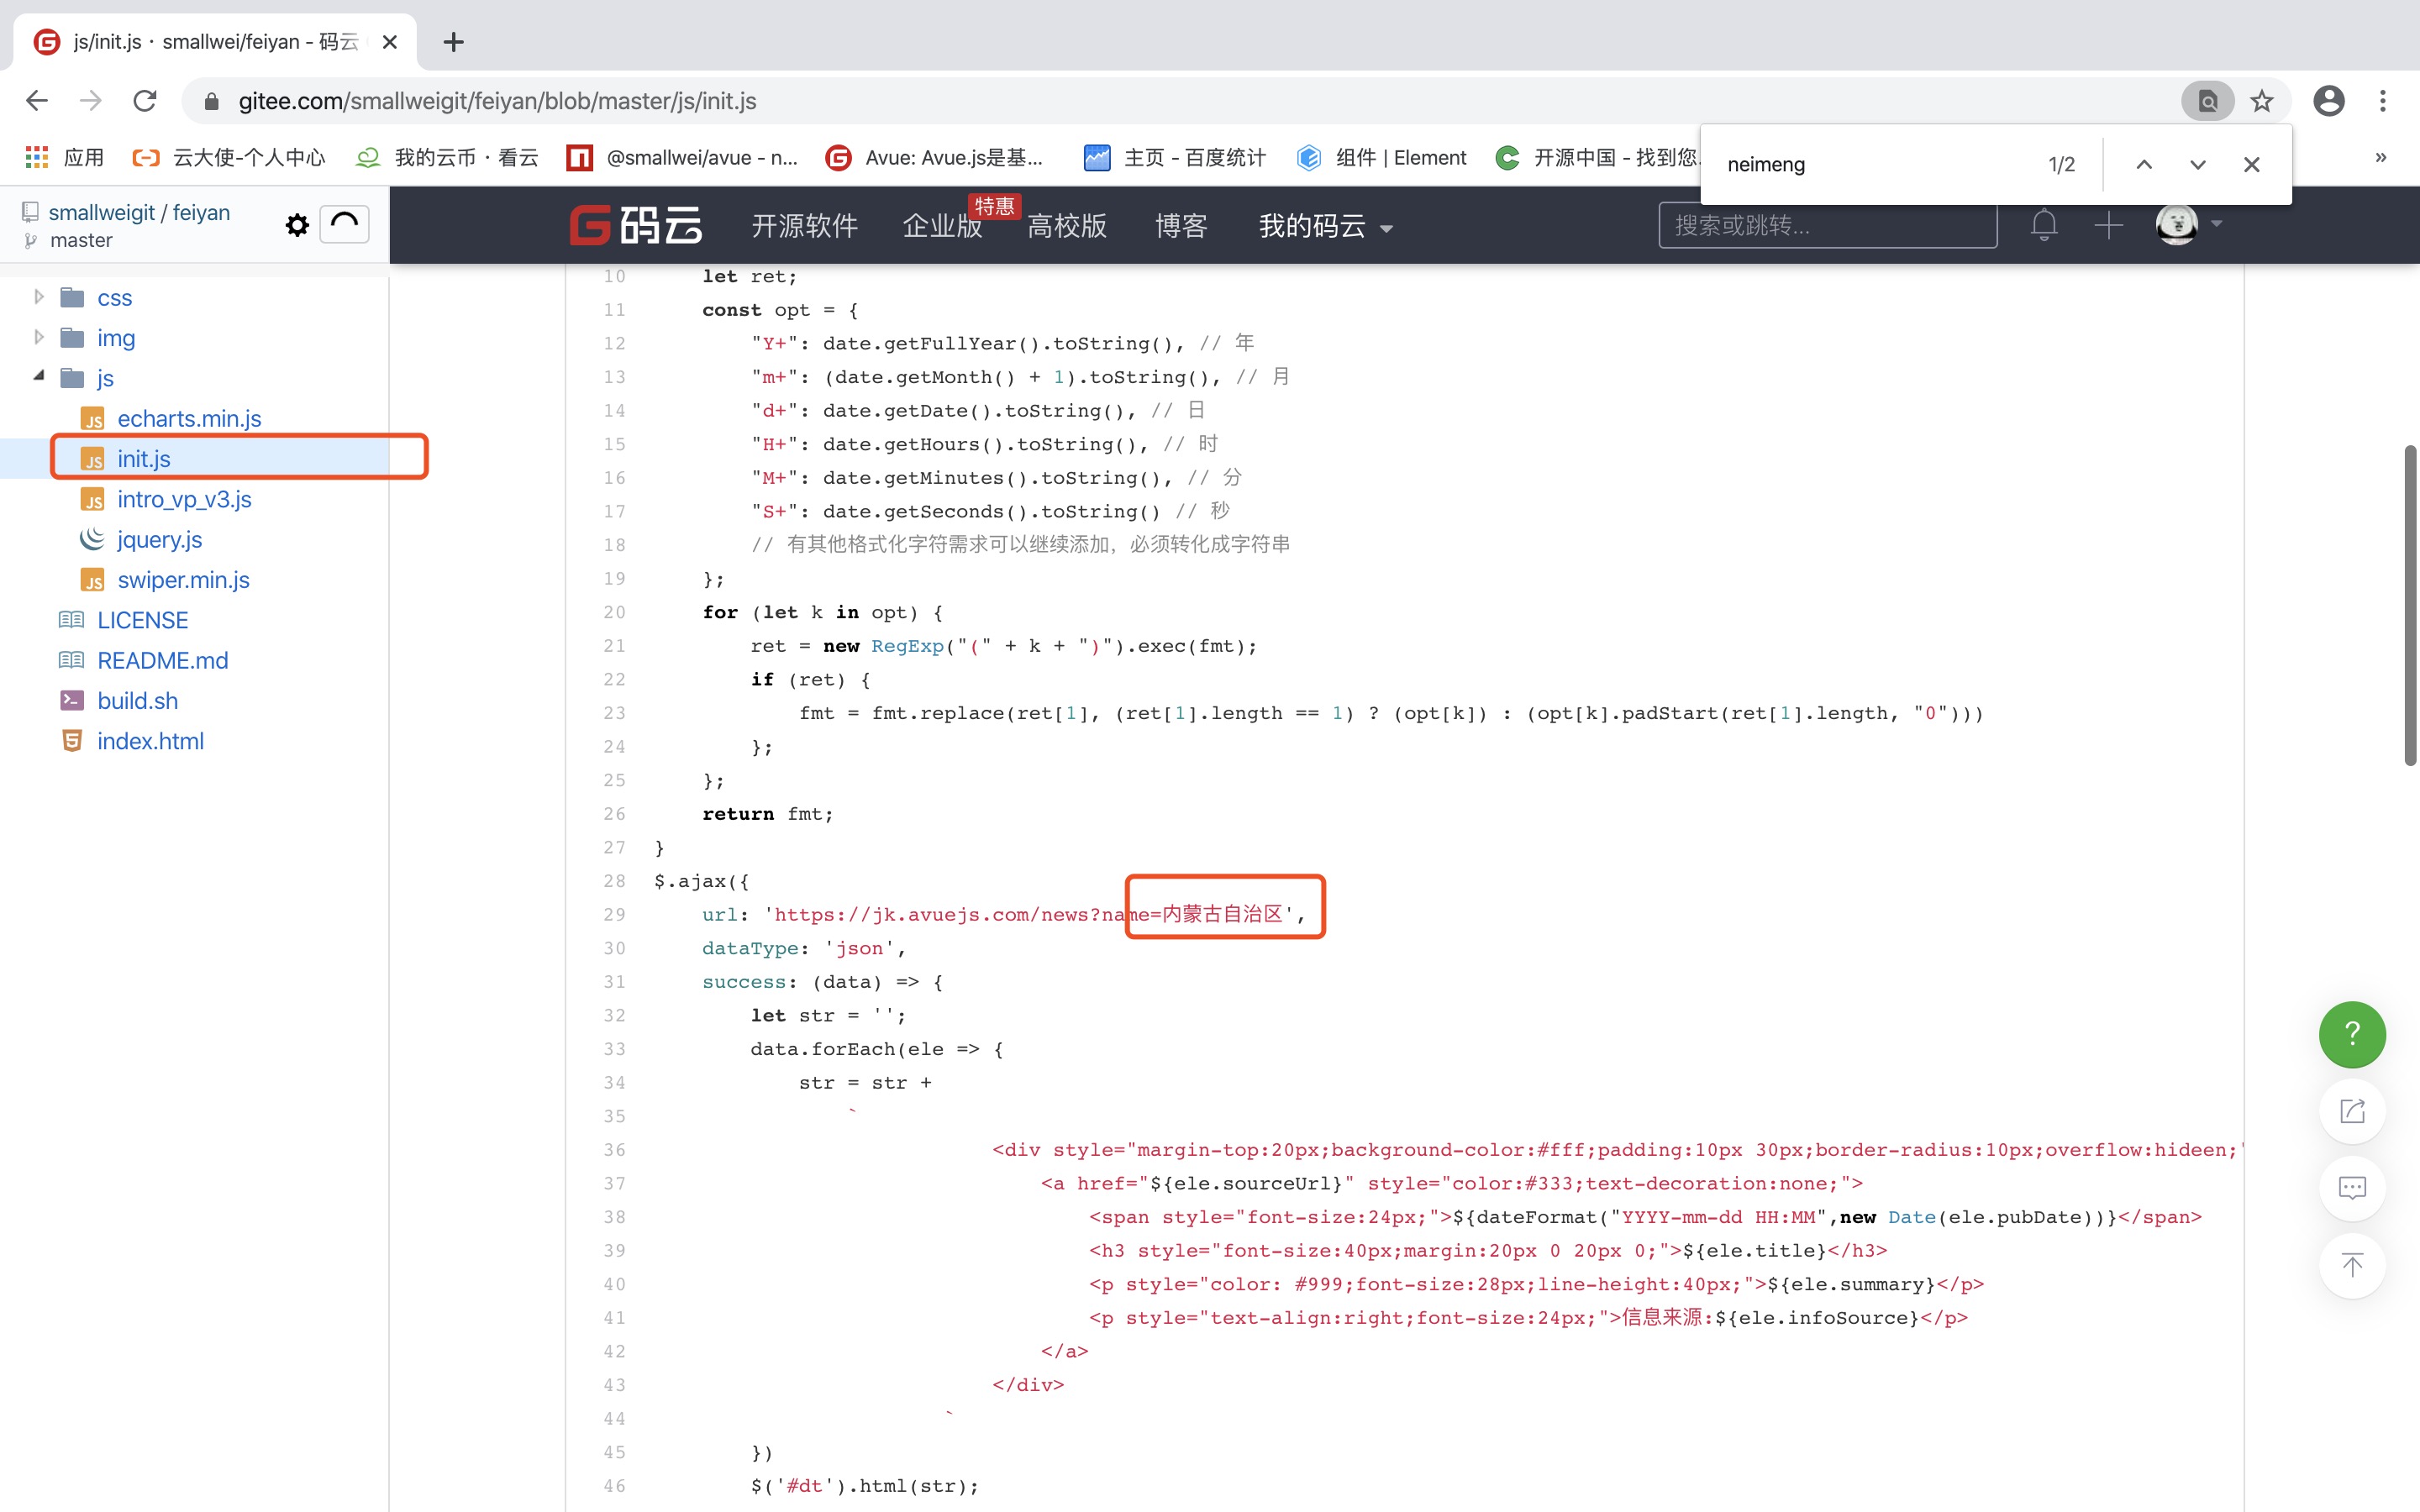 js/init.js · smallwei/feiyan - 码云
gitee.com/smallweigit/feiyan/blob/master/js/init.js
应用
云大使-个人中心
我的云币 · 看云
@smallwei/avue - n...
Avue: Avue.js是基...
主页 - 百度统计
组件 | Element
开源中国 - 找到您
»
neimeng
1/2
smallweigit / feiyan
master
码云
开源软件
企业版
特惠
高校版
博客
我的码云
搜索或跳转...
css
img
js
echarts.min.js
init.js
intro_vp_v3.js
jquery.js
swiper.min.js
LICENSE
README.md
build.sh
index.html
10 let ret;
11 const opt = {
12 "Y+": date.getFullYear().toString(), // 年
13 "m+": (date.getMonth() + 1).toString(), // 月
14 "d+": date.getDate().toString(), // 日
15 "H+": date.getHours().toString(), // 时
16 "M+": date.getMinutes().toString(), // 分
17 "S+": date.getSeconds().toString() // 秒
18 // 有其他格式化字符需求可以继续添加，必须转化成字符串
19 };
20 for (let k in opt) {
21 ret = new RegExp("(" + k + ")").exec(fmt);
22 if (ret) {
23 fmt = fmt.replace(ret[1], (ret[1].length == 1) ? (opt[k]) : (opt[k].padStart(ret[1].length, "0")))
24 };
25 };
26 return fmt;
27 }
28 $.ajax({
29 url: 'https://jk.avuejs.com/news?name=内蒙古自治区',
30 dataType: 'json',
31 success: (data) => {
32 let str = '';
33 data.forEach(ele => {
34 str = str +
35 `
36 <div style="margin-top:20px;background-color:#fff;padding:10px 30px;border-radius:10px;overflow:hideen;"
37 <a href="${ele.sourceUrl}" style="color:#333;text-decoration:none;">
38 <span style="font-size:24px;">${dateFormat("YYYY-mm-dd HH:MM",new Date(ele.pubDate))}</span>
39 <h3 style="font-size:40px;margin:20px 0 20px 0;">${ele.title}</h3>
40 <p style="color: #999;font-size:28px;line-height:40px;">${ele.summary}</p>
41 <p style="text-align:right;font-size:24px;">信息来源:${ele.infoSource}</p>
42 </a>
43 </div>
44 `
45 })
46 $('#dt').html(str);